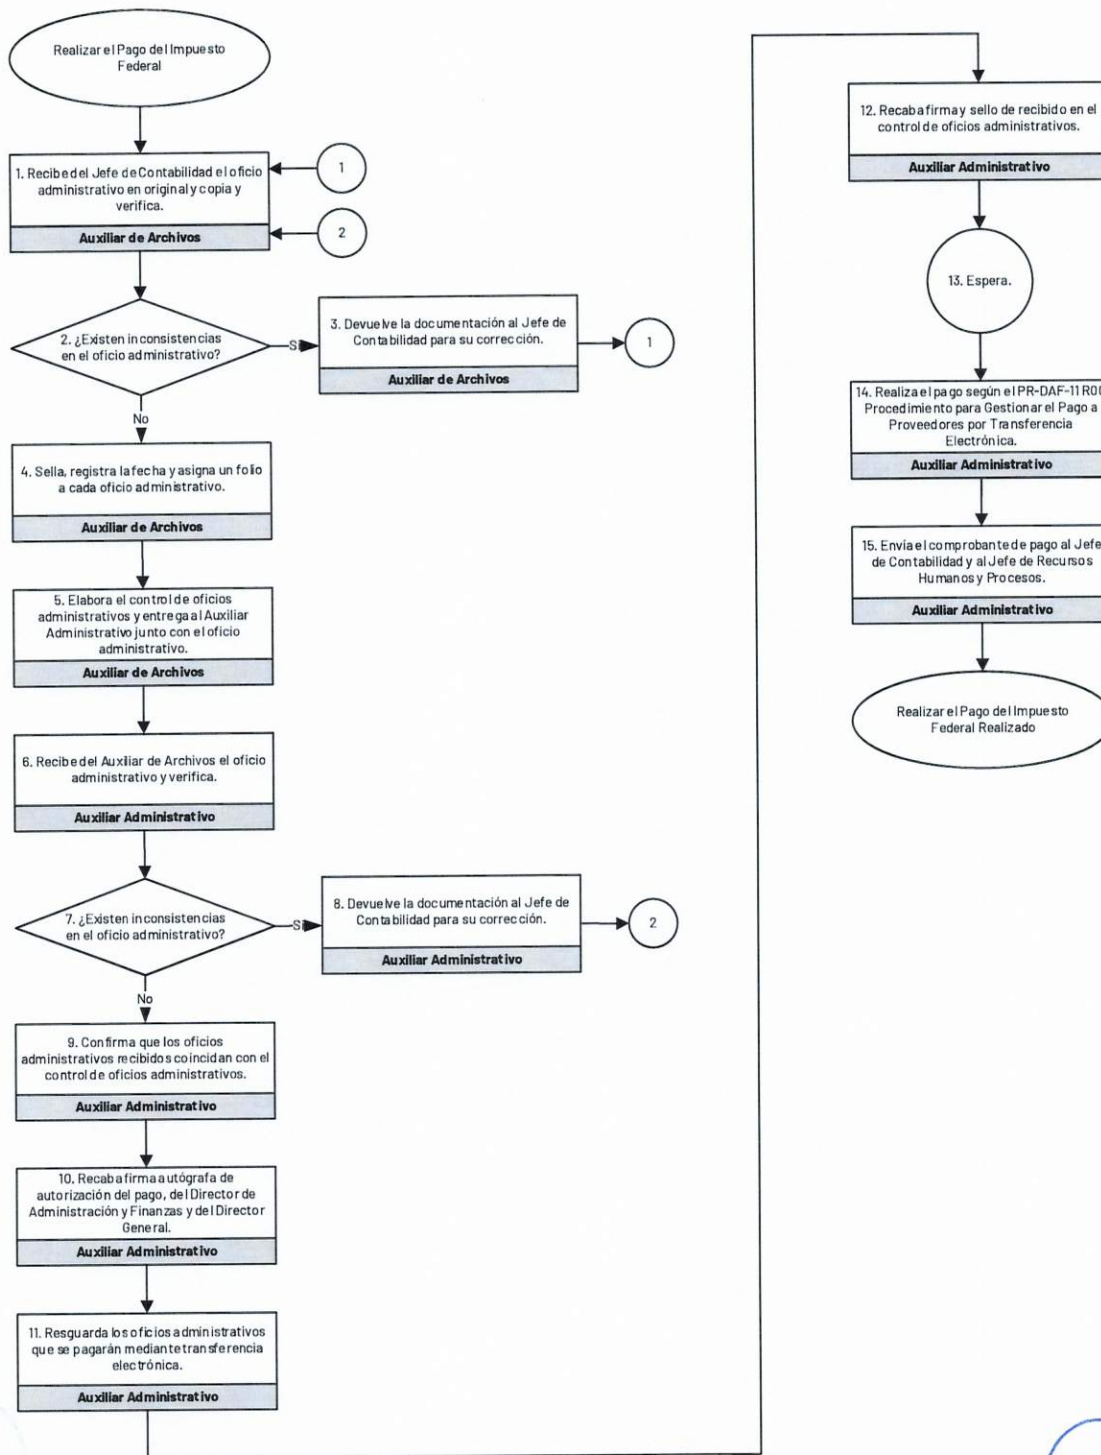 Realizar el Pago del Impuesto
Federal
1. Recibe del Jefe de Contabilidad el oficio
administrativo en original y copia y
verifica.
Auxiliar de Archivos
1
2
2. ¿Existen inconsistencias
en el oficio administrativo?
Sí
3. Devuelve la documentación al Jefe de
Contabilidad para su corrección.
Auxiliar de Archivos
1
No
4. Sella, registra la fecha y asigna un folio
a cada oficio administrativo.
Auxiliar de Archivos
5. Elabora el control de oficios
administrativos y entrega al Auxiliar
Administrativo junto con el oficio
administrativo.
Auxiliar de Archivos
6. Recibe del Auxiliar de Archivos el oficio
administrativo y verifica.
Auxiliar Administrativo
7. ¿Existen inconsistencias
en el oficio administrativo?
Sí
8. Devuelve la documentación al Jefe de
Contabilidad para su corrección.
Auxiliar Administrativo
2
No
9. Confirma que los oficios
administrativos recibidos coincidan con el
control de oficios administrativos.
Auxiliar Administrativo
10. Recaba firma autógrafa de
autorización del pago, del Director de
Administración y Finanzas y del Director
General.
Auxiliar Administrativo
11. Resguarda los oficios administrativos
que se pagarán mediante transferencia
electrónica.
Auxiliar Administrativo
12. Recaba firma y sello de recibido en el
control de oficios administrativos.
Auxiliar Administrativo
13. Espera.
14. Realiza el pago según el PR-DAF-11
Procedimiento para Gestionar el Pago a
Proveedores por Transferencia
Electrónica.
Auxiliar Administrativo
15. Envía el comprobante de pago al Jefe
de Contabilidad y al Jefe de Recursos
Humanos y Procesos.
Auxiliar Administrativo
Realizar el Pago del Impuesto
Federal Realizado